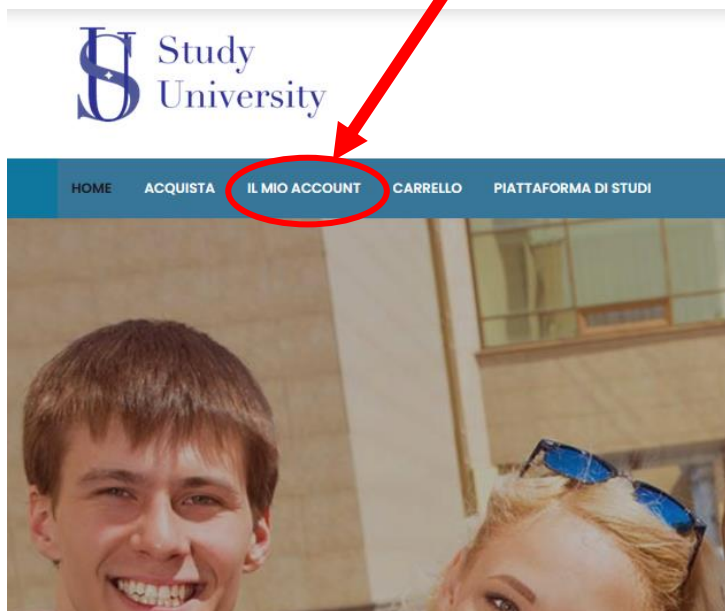 Study
University
HOME ACQUISTA IL MIO ACCOUNT CARRELLO PIATTAFORMA DI STUDI